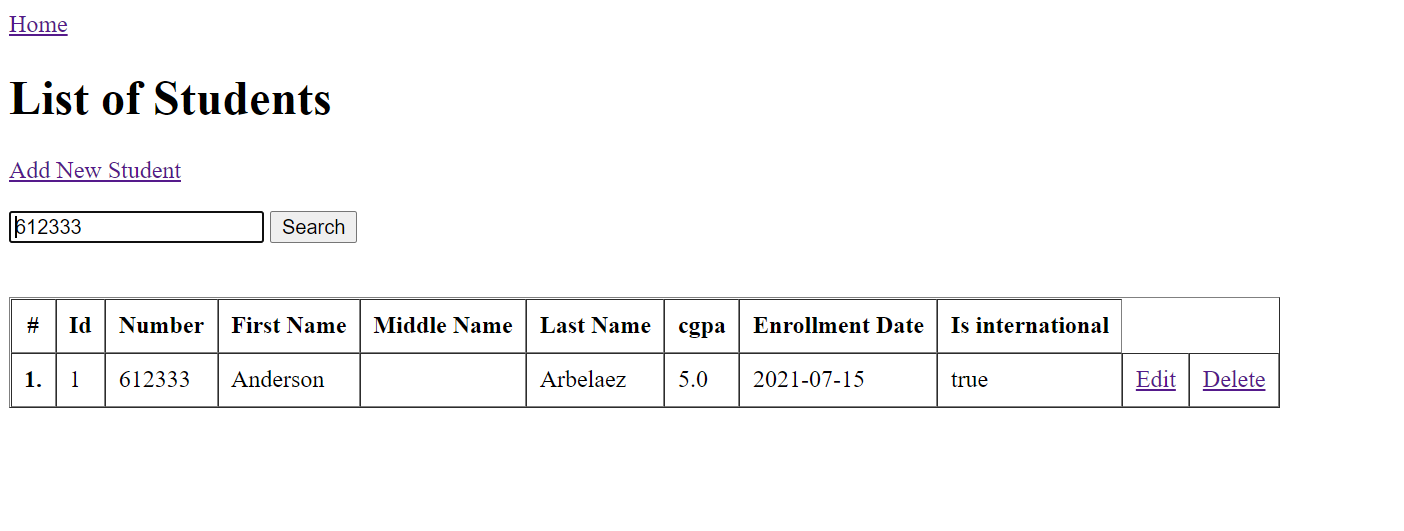 Home
List of Students
Add New Student
612333 Search
# Id Number First Name Middle Name Last Name cgpa Enrollment Date Is international
1. 1 612333 Anderson Arbelaez 5.0 2021-07-15 true Edit Delete